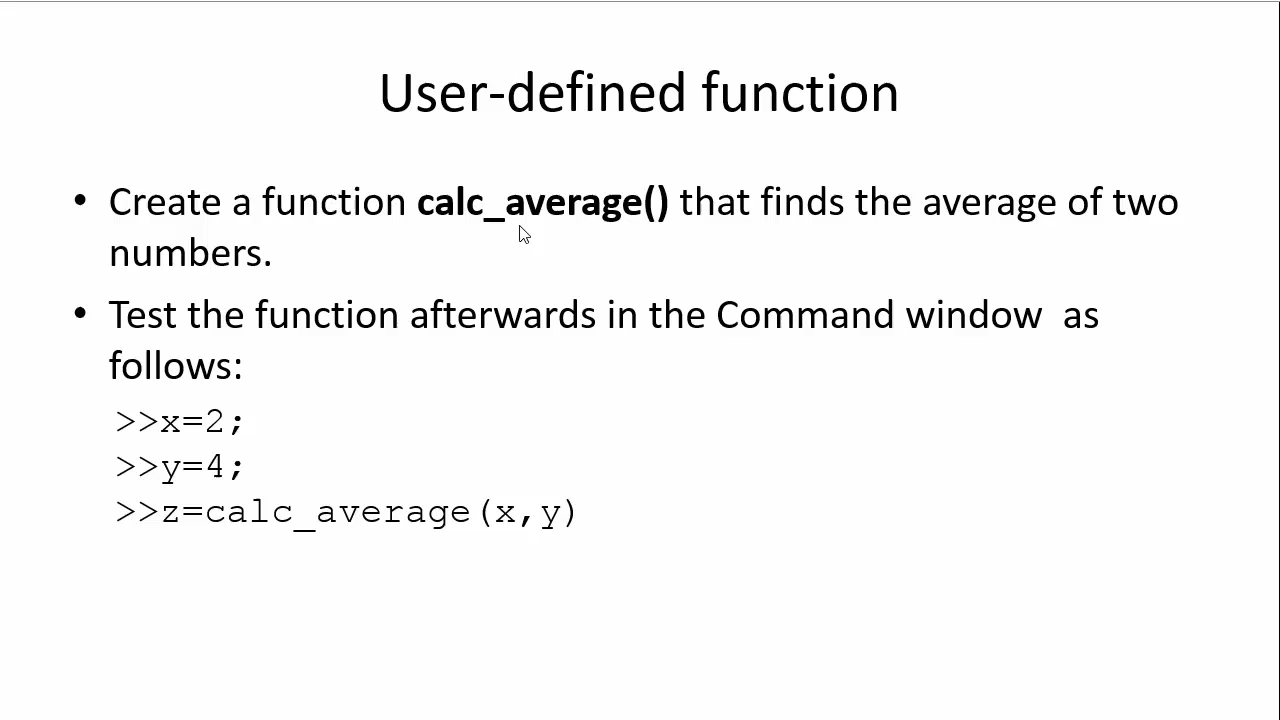 User-defined function
• Create a function calc_average() that finds the average of two
numbers.
• Test the function afterwards in the Command window  as
follows:
>>x=2;
>>y=4;
>>z=calc_average(x,y)